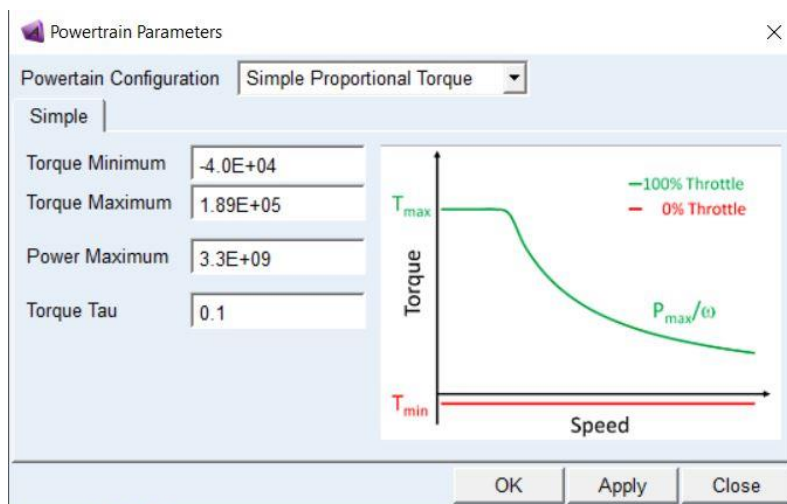 Powertrain Parameters
Powertain Configuration Simple Proportional Torque
Simple
Torque Minimum -4.0E+04
Torque Maximum 1.89E+05
Power Maximum 3.3E+09
Torque Tau 0.1
Torque
Tmax
100% Throttle
0% Throttle
Pmax/ω
Tmin
Speed
OK Apply Close